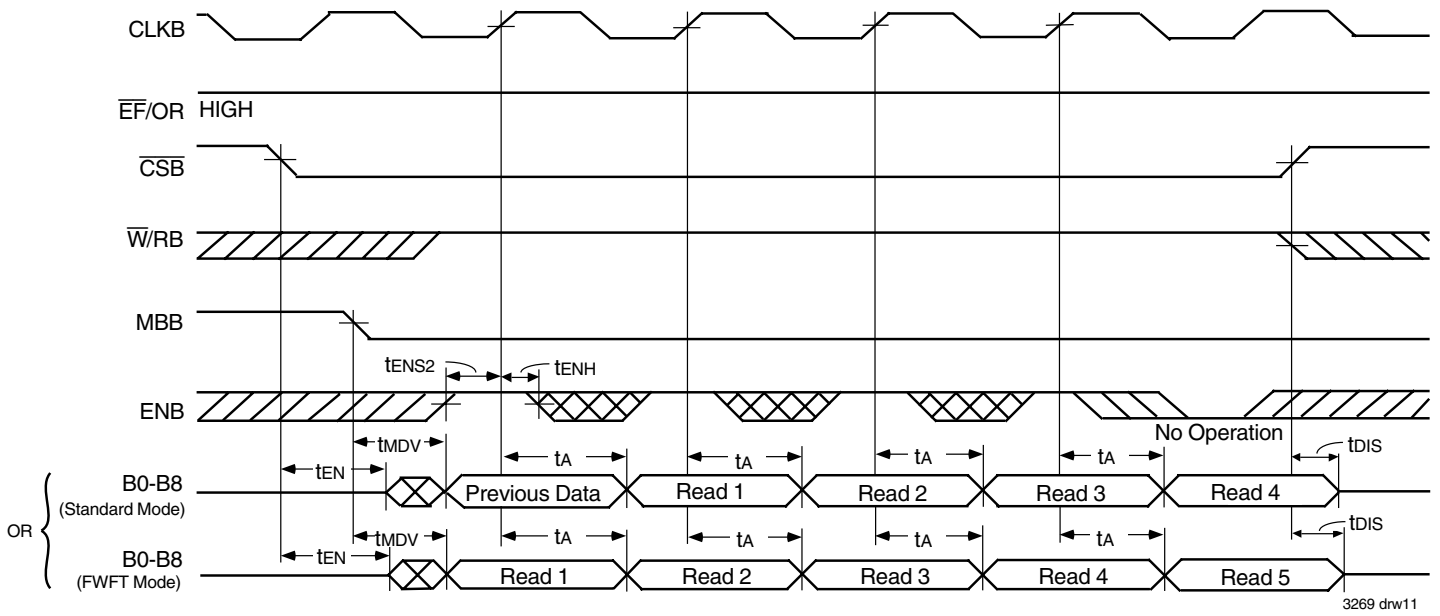 CLKB
EF/OR HIGH
CSB
W/RB
MBB
tENS2 tENH
ENB
No Operation
tMDV
tEN tA tA tA tA tDIS
B0-B8
(Standard Mode)
Previous Data Read 1 Read 2 Read 3 Read 4
OR
tMDV
tEN tA tA tA tA tDIS
B0-B8
(FWFT Mode)
Read 1 Read 2 Read 3 Read 4 Read 5
3269 drw11